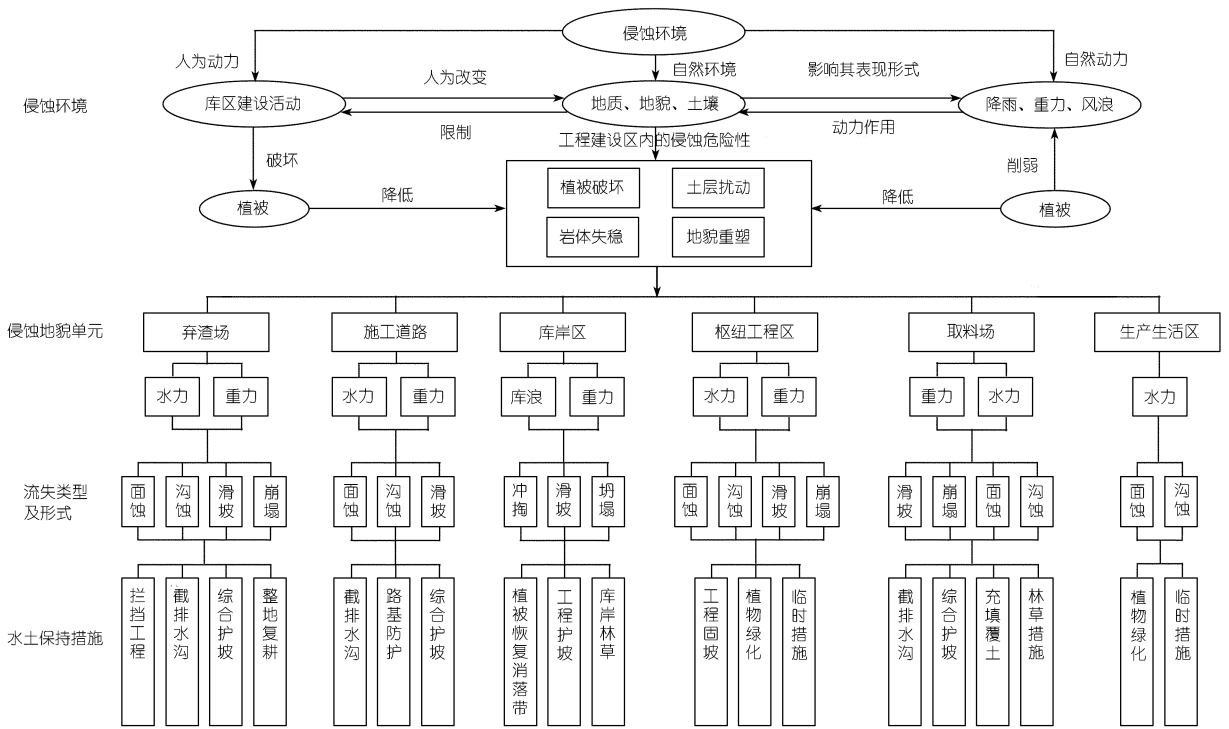 侵蚀环境
人为动力
自然环境
自然动力
人为改变
影响其表现形式
侵蚀环境
库区建设活动
地质、地貌、土壤
降雨、重力、风浪
限制
动力作用
工程建设区内的侵蚀危险性
破坏
削弱
植被
降低
植被破坏
土层扰动
岩体失稳
地貌重塑
降低
植被
侵蚀地貌单元
弃渣场
施工道路
库岸区
枢纽工程区
取料场
生产生活区
水力
重力
水力
重力
库浪
重力
水力
重力
重力
水力
水力
流失类型
及形式
面蚀
沟蚀
滑坡
崩塌
面蚀
沟蚀
滑坡
冲掏
滑坡
坍塌
面蚀
沟蚀
滑坡
崩塌
滑坡
崩塌
面蚀
沟蚀
面蚀
沟蚀
水土保持措施
拦挡工程
截排水沟
综合护坡
整地复耕
截排水沟
路基防护
综合护坡
植被恢复消落带
工程护坡
库岸林草
工程固坡
植物绿化
临时措施
截排水沟
综合护坡
充填覆土
林草措施
植物绿化
临时措施